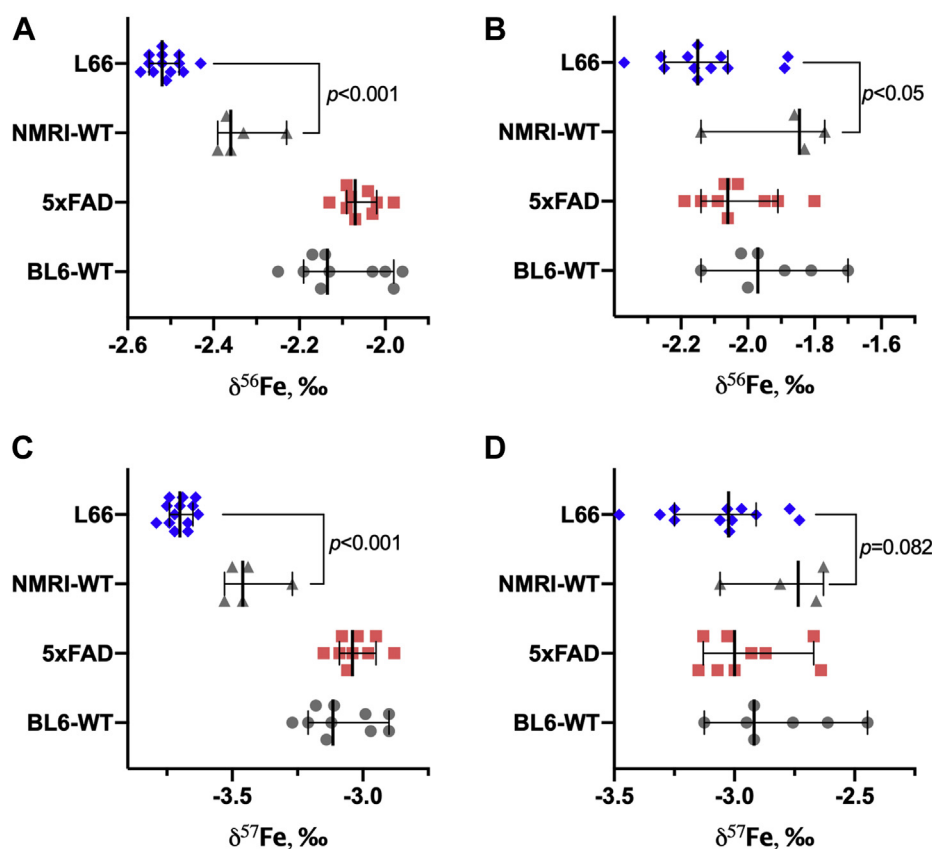 A
L66
p<0.001
NMRI-WT
5xFAD
BL6-WT
-2.6 -2.4 -2.2 -2.0
δ⁵⁶Fe, ‰
B
L66
p<0.05
NMRI-WT
5xFAD
BL6-WT
-2.2 -2.0 -1.8 -1.6
δ⁵⁶Fe, ‰
C
L66
p<0.001
NMRI-WT
5xFAD
BL6-WT
-3.5 -3.0
δ⁵⁷Fe, ‰
D
L66
p=0.082
NMRI-WT
5xFAD
BL6-WT
-3.5 -3.0 -2.5
δ⁵⁷Fe, ‰